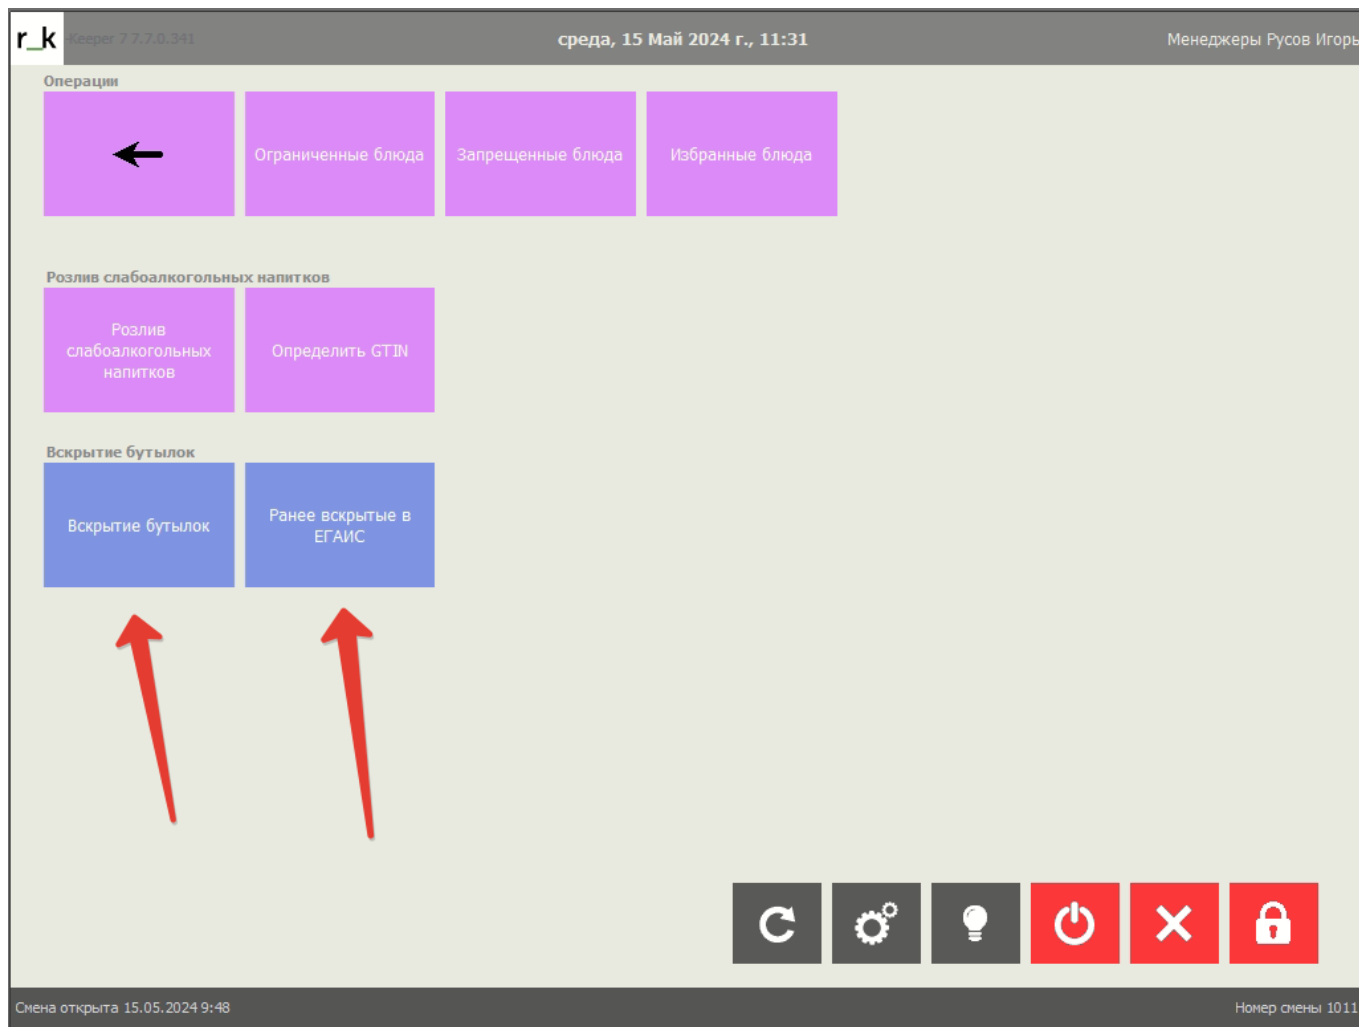 r_k
-Keeper 7 7.7.0.341
среда, 15 Май 2024 г., 11:31
Менеджеры Русов Игорь
Операции
Ограниченные блюда
Запрещенные блюда
Избранные блюда
Розлив слабоалкогольных напитков
Розлив
слабоалкогольных
напитков
Определить GTIN
Вскрытие бутылок
Вскрытие бутылок
Ранее вскрытые в
ЕГАИС
Смена открыта 15.05.2024 9:48
Номер смены 1011